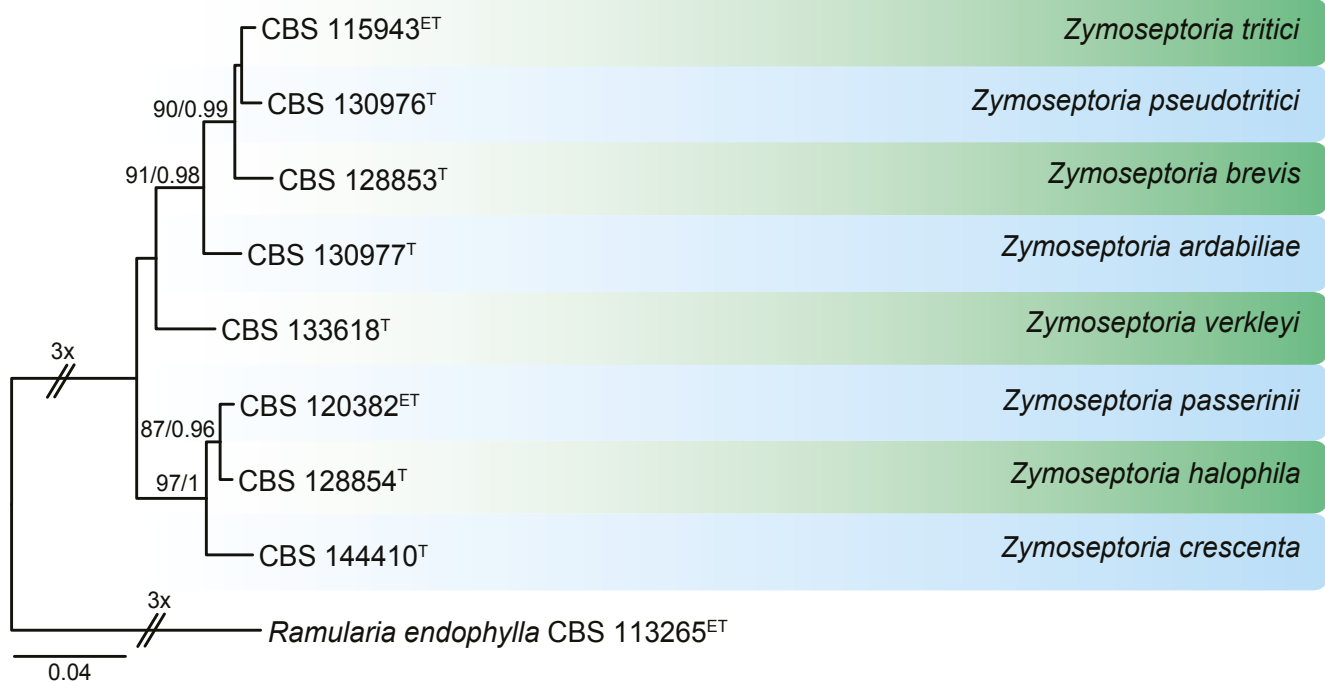 CBS 115943ET Zymoseptoria tritici
90/0.99 CBS 130976T Zymoseptoria pseudotritici
91/0.98 CBS 128853T Zymoseptoria brevis
CBS 130977T Zymoseptoria ardabiliae
CBS 133618T Zymoseptoria verkleyi
3x
CBS 120382ET Zymoseptoria passerinii
87/0.96
CBS 128854T Zymoseptoria halophila
97/1
CBS 144410T Zymoseptoria crescenta
3x
Ramularia endophylla CBS 113265ET
0.04